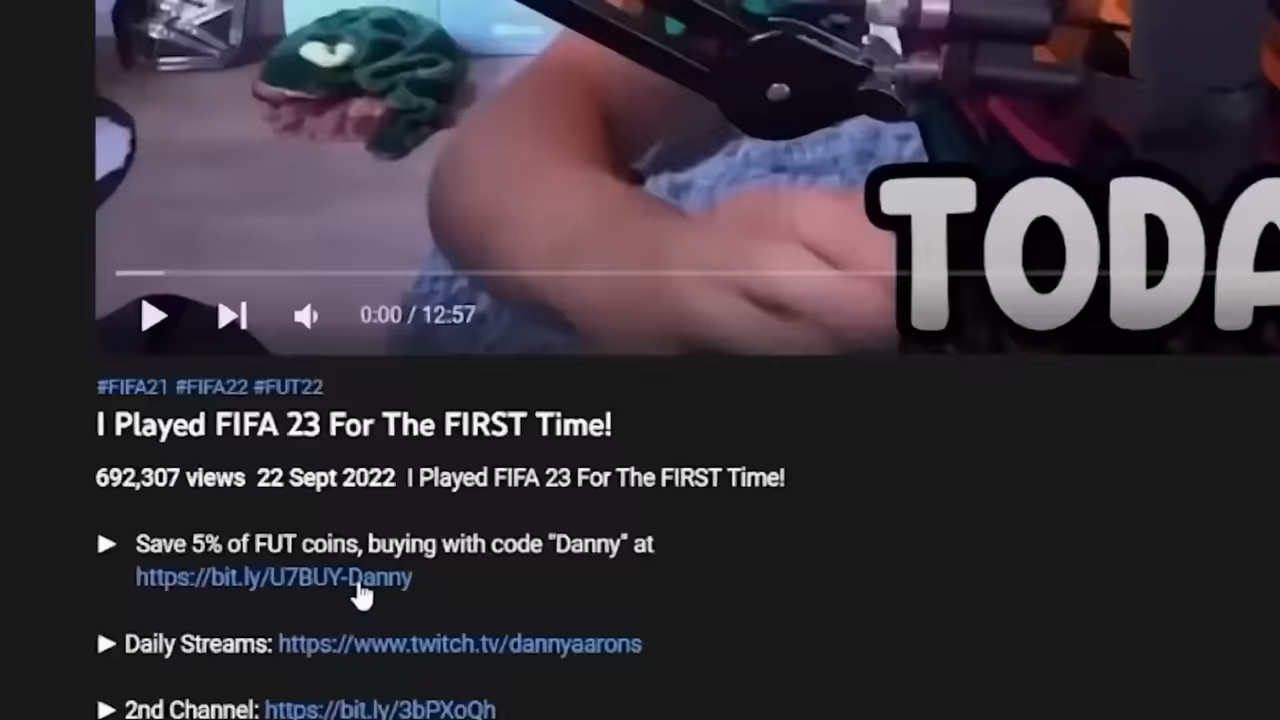 TODA
0:00 / 12:57
#FIFA21 #FIFA22 #FUT22
I Played FIFA 23 For The FIRST Time!
692,307 views 22 Sept 2022 I Played FIFA 23 For The FIRST Time!
► Save 5% of FUT coins, buying with code "Danny" at
https://bit.ly/U7BUY-Danny
► Daily Streams: https://www.twitch.tv/dannyaarons
► 2nd Channel: https://bit.ly/3bPXoQh